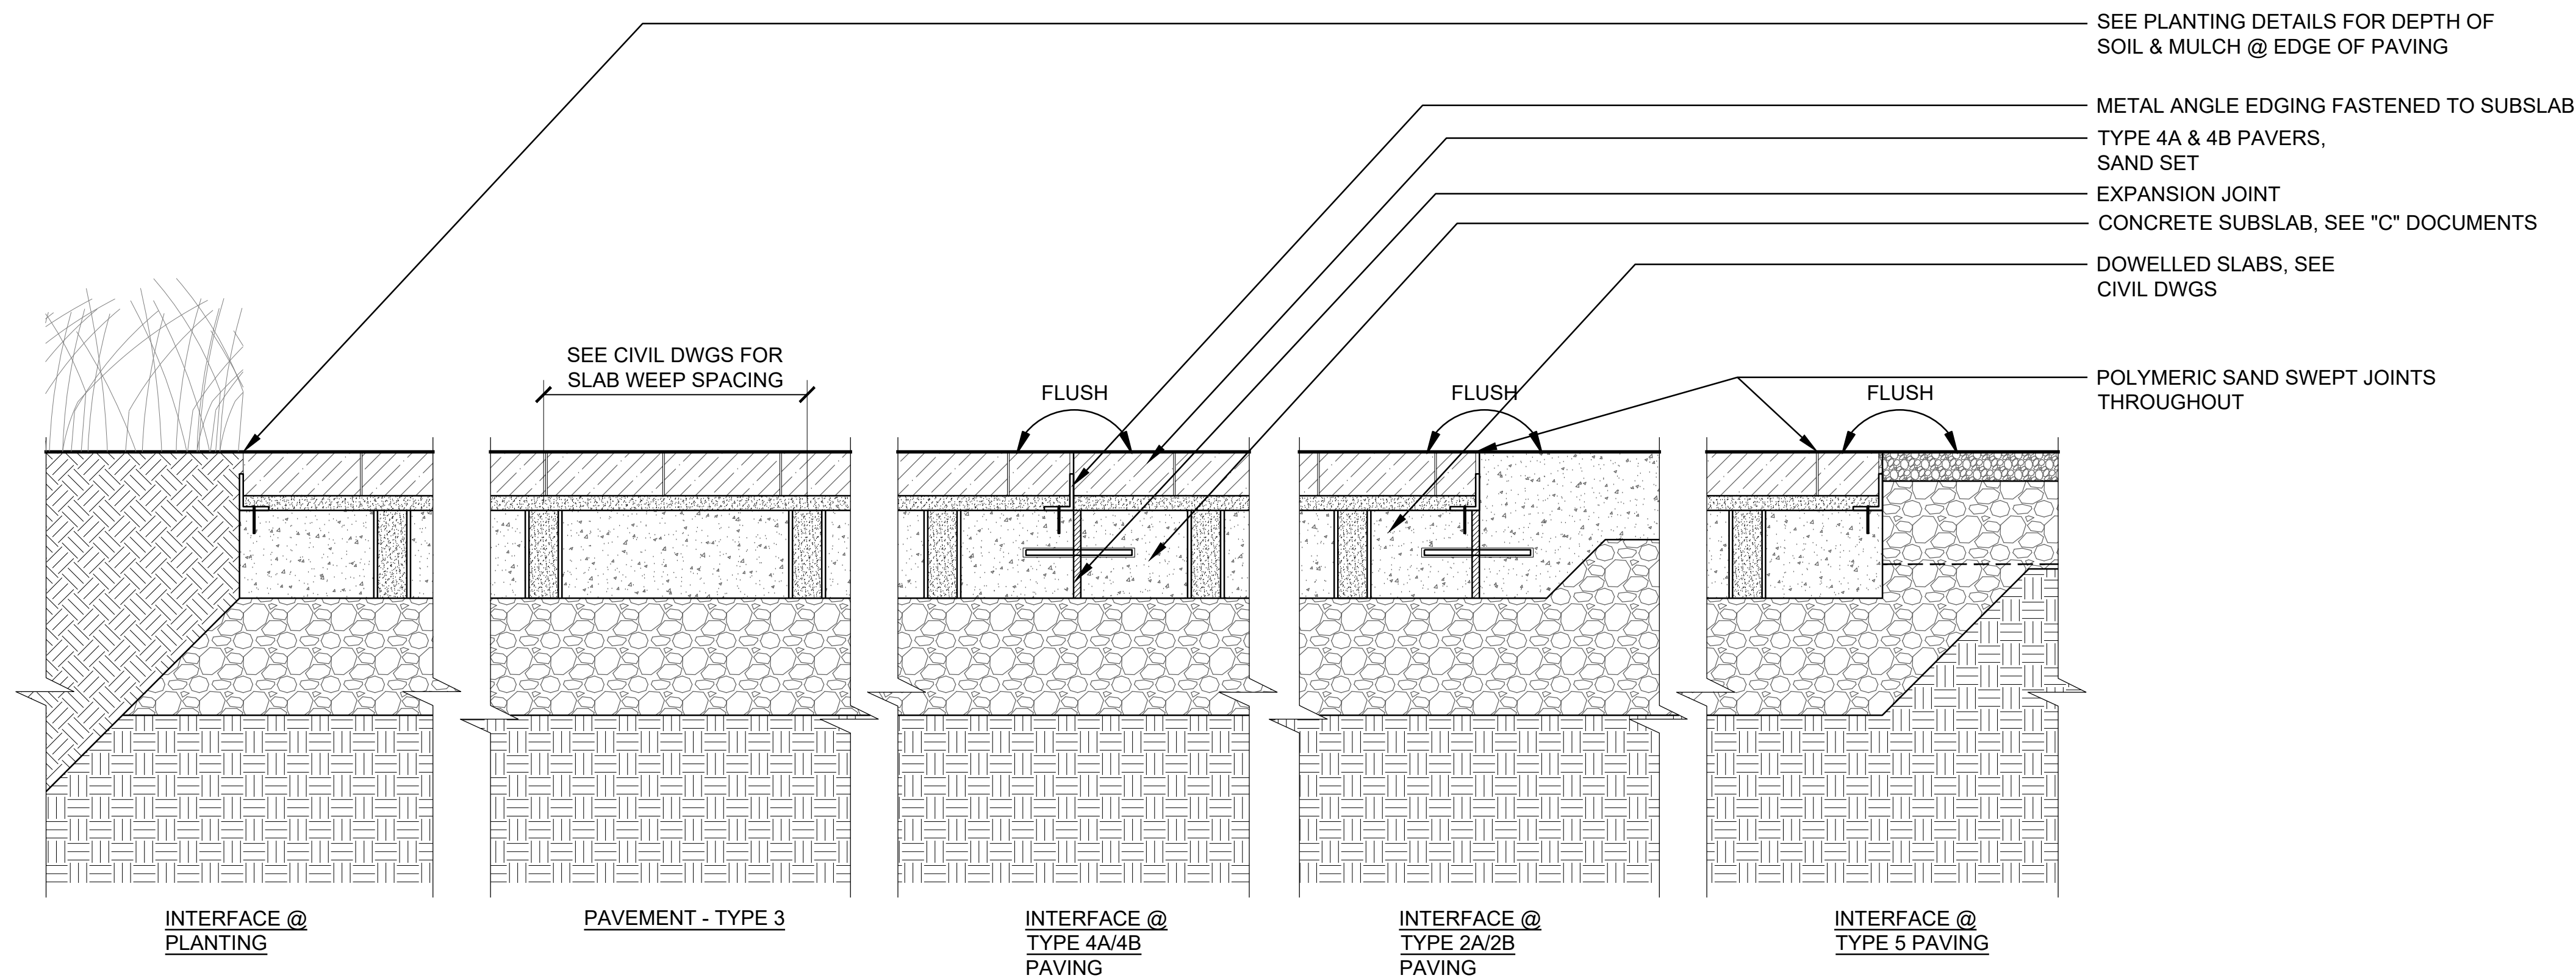 SEE PLANTING DETAILS FOR DEPTH OF
SOIL & MULCH @ EDGE OF PAVING
METAL ANGLE EDGING FASTENED TO SUBSLAB
TYPE 4A & 4B PAVERS,
SAND SET
EXPANSION JOINT
CONCRETE SUBSLAB, SEE "C" DOCUMENTS
DOWELLED SLABS, SEE
CIVIL DWGS
POLYMERIC SAND SWEPT JOINTS
THROUGHOUT
SEE CIVIL DWGS FOR
SLAB WEEP SPACING
FLUSH
FLUSH
FLUSH
INTERFACE @
PLANTING
PAVEMENT - TYPE 3
INTERFACE @
TYPE 4A/4B
PAVING
INTERFACE @
TYPE 2A/2B
PAVING
INTERFACE @
TYPE 5 PAVING